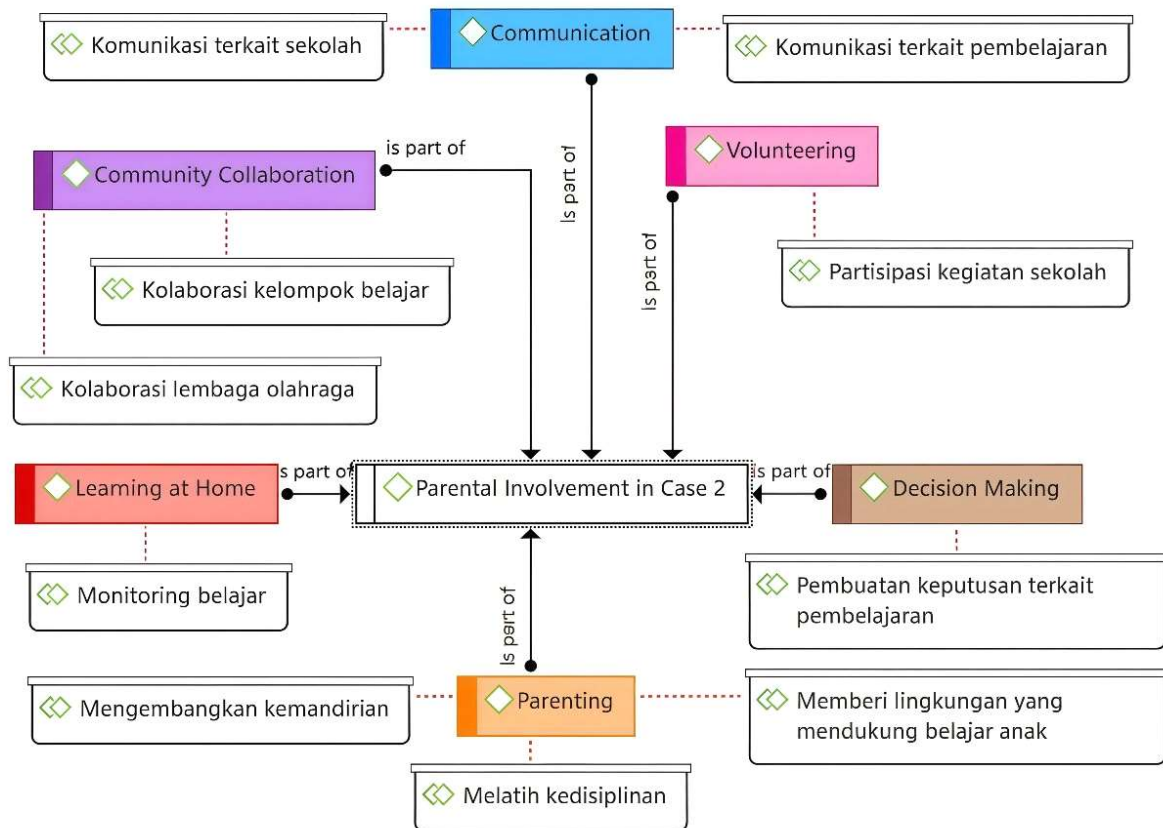 Komunikasi terkait sekolah
Communication
Komunikasi terkait pembelajaran
is part of
Community Collaboration
Is part of
Volunteering
Kolaborasi kelompok belajar
Is part of
Partisipasi kegiatan sekolah
Kolaborasi lembaga olahraga
Learning at Home
is part of
Parental Involvement in Case 2
is part of
Decision Making
Monitoring belajar
Is part of
Pembuatan keputusan terkait
pembelajaran
Mengembangkan kemandirian
Parenting
Memberi lingkungan yang
mendukung belajar anak
Melatih kedisiplinan